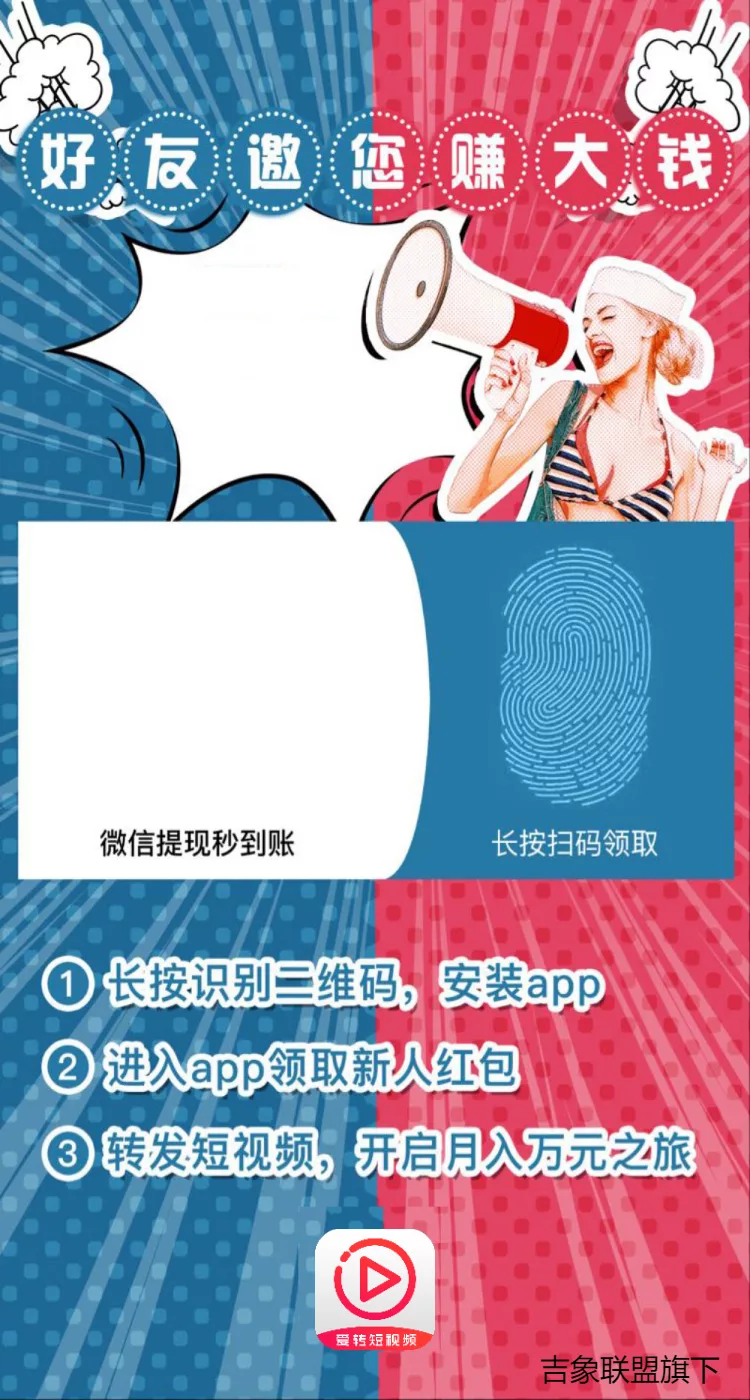 好友邀您赚大钱
微信提现秒到账
长按扫码领取
① 长按识别二维码，安装app
② 进入app领取新人红包
③ 转发短视频，开启月入万元之旅
爱转短视频
吉象联盟旗下